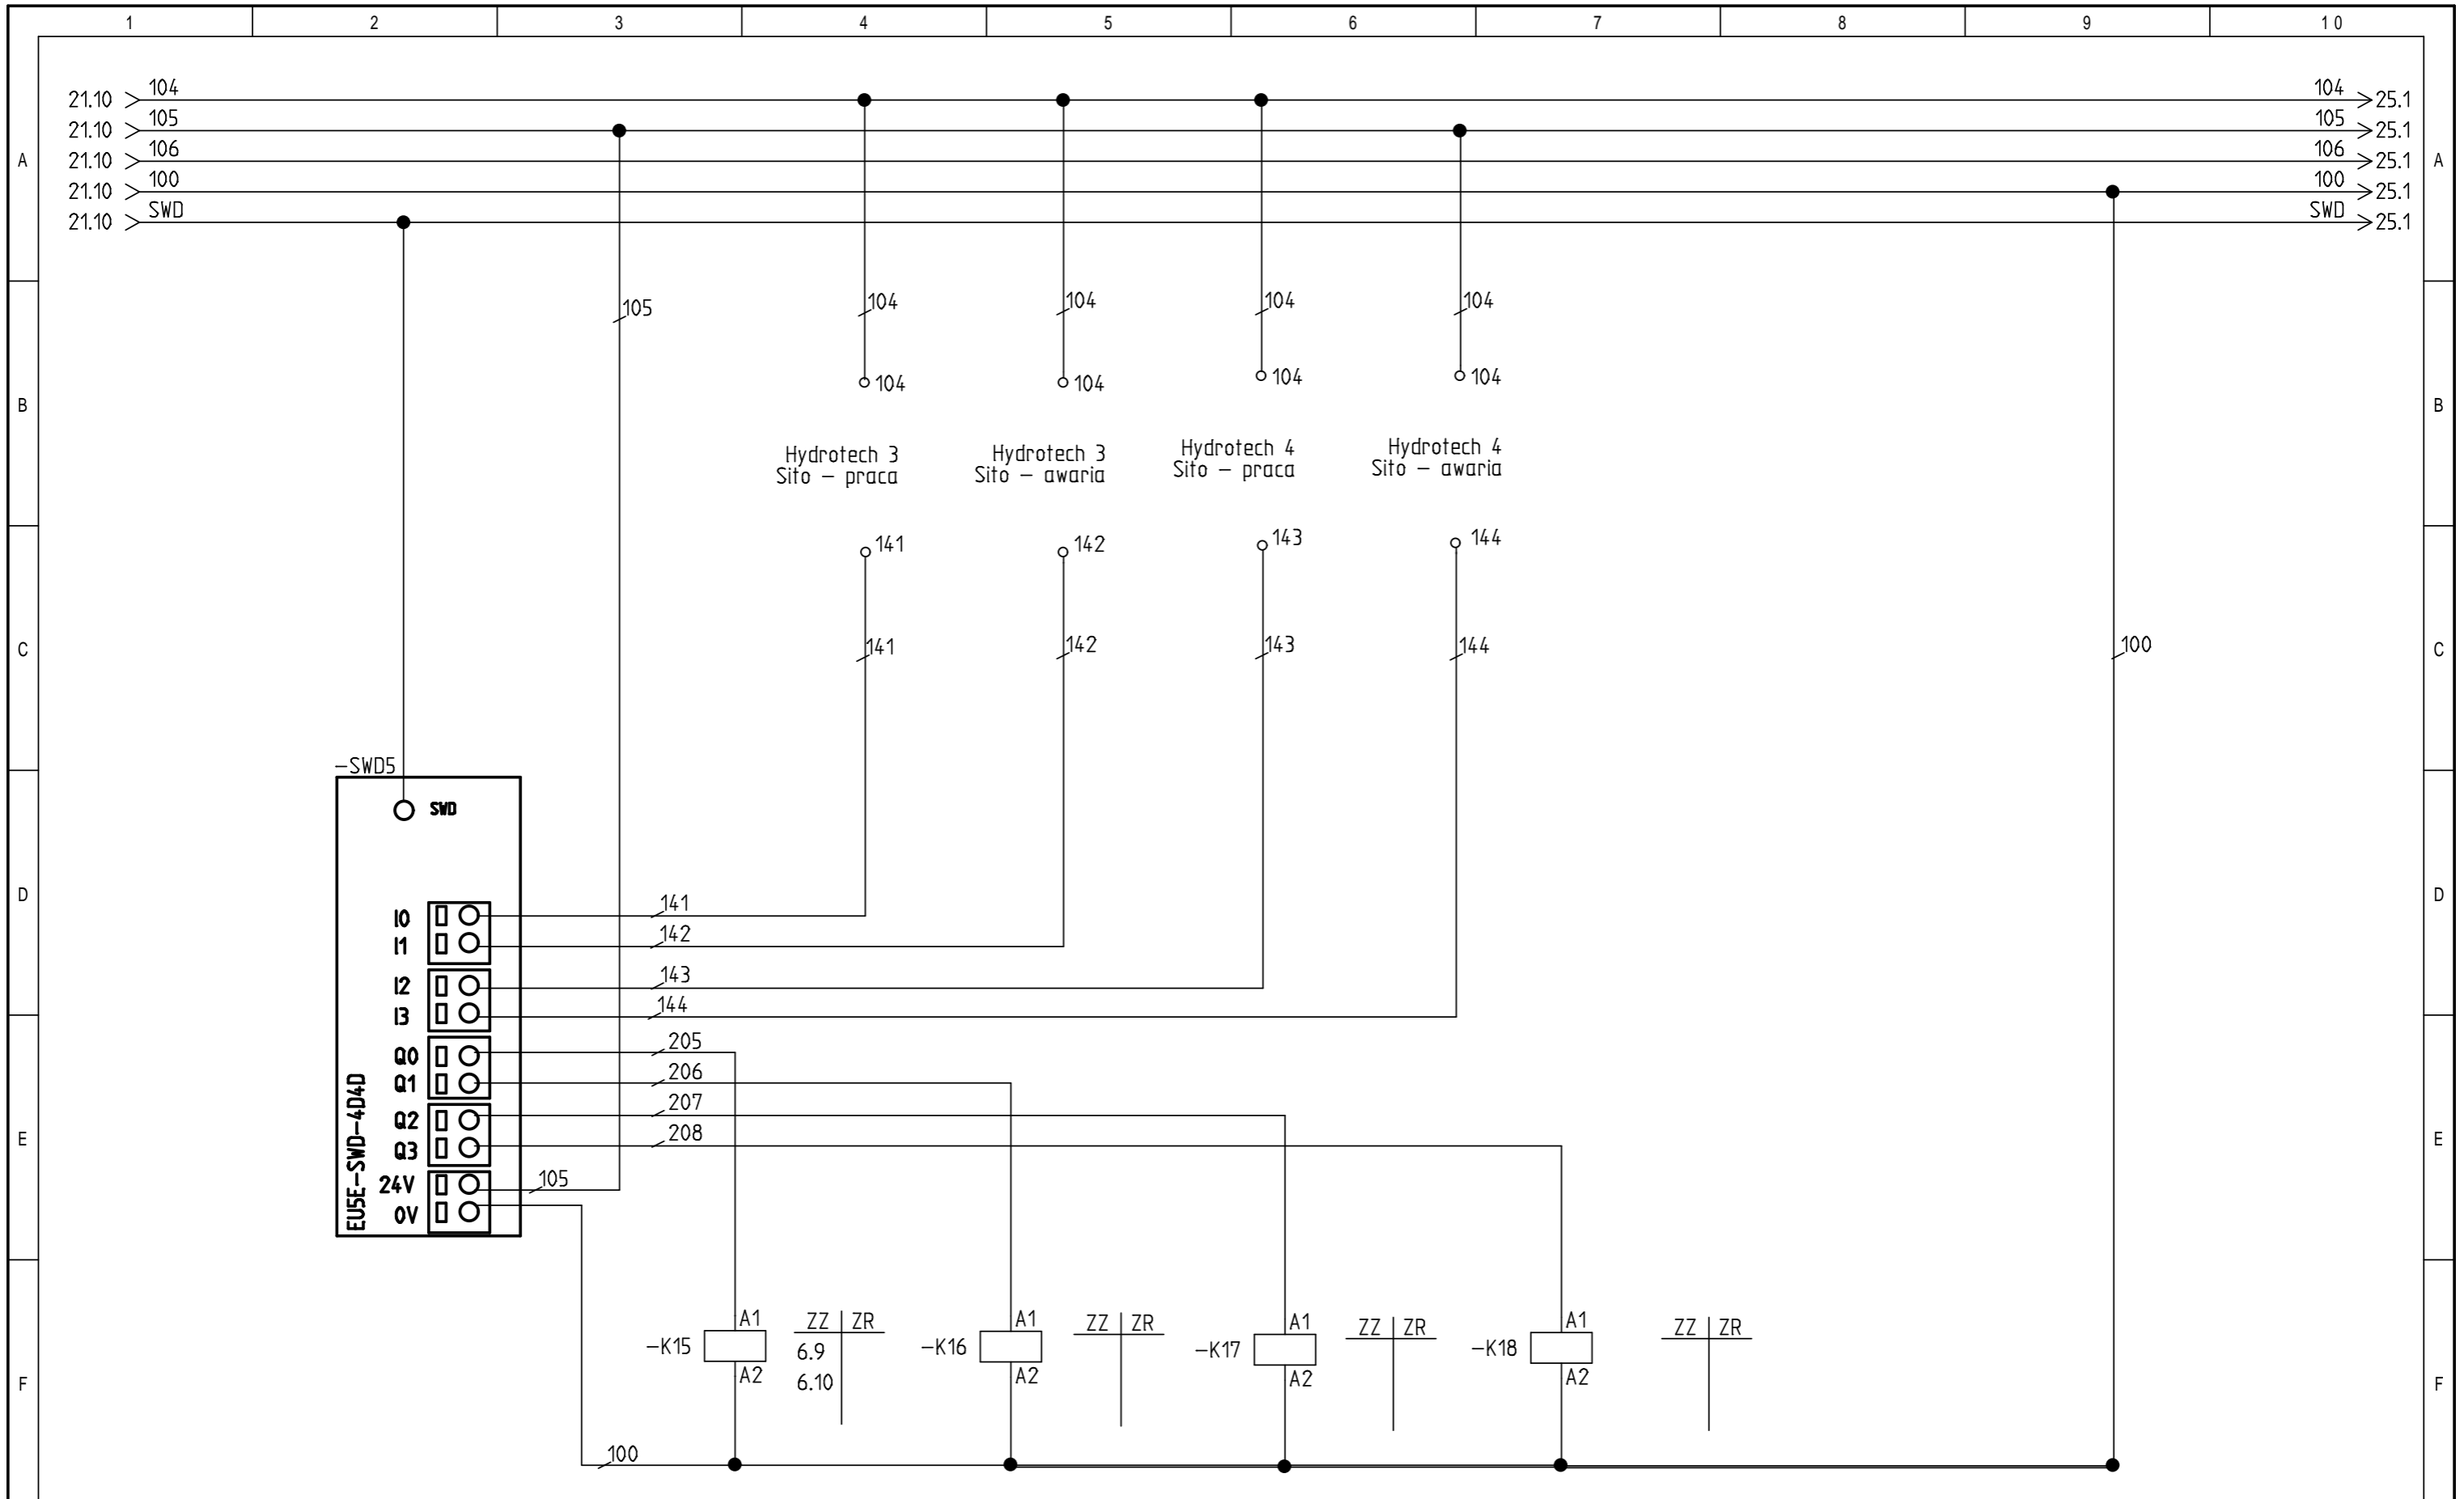 1 2 3 4 5 6 7 8 9 10
21.10 104 104 25.1
21.10 105 105 25.1
A 21.10 106 106 25.1 A
21.10 100 100 25.1
21.10 SWD SWD 25.1
105 104 104 104 104
B 104 104 104 104 B
Hydrotech 3
Sito – praca
Hydrotech 3
Sito – awaria
Hydrotech 4
Sito – praca
Hydrotech 4
Sito – awaria
141 142 143 144
C 141 142 143 144 100 C
–SWD5
SWD
D D
I0 141
I1 142
I2 143
I3 144
Q0 205
Q1 206
Q2 207
E Q3 208 E
24V 105
0V
EU5E–SWD–4D4D
–K15 A1 A2
ZZ ZR
6.9
6.10
–K16 A1 A2
ZZ ZR
–K17 A1 A2
ZZ ZR
–K18 A1 A2
ZZ ZR
F F
100